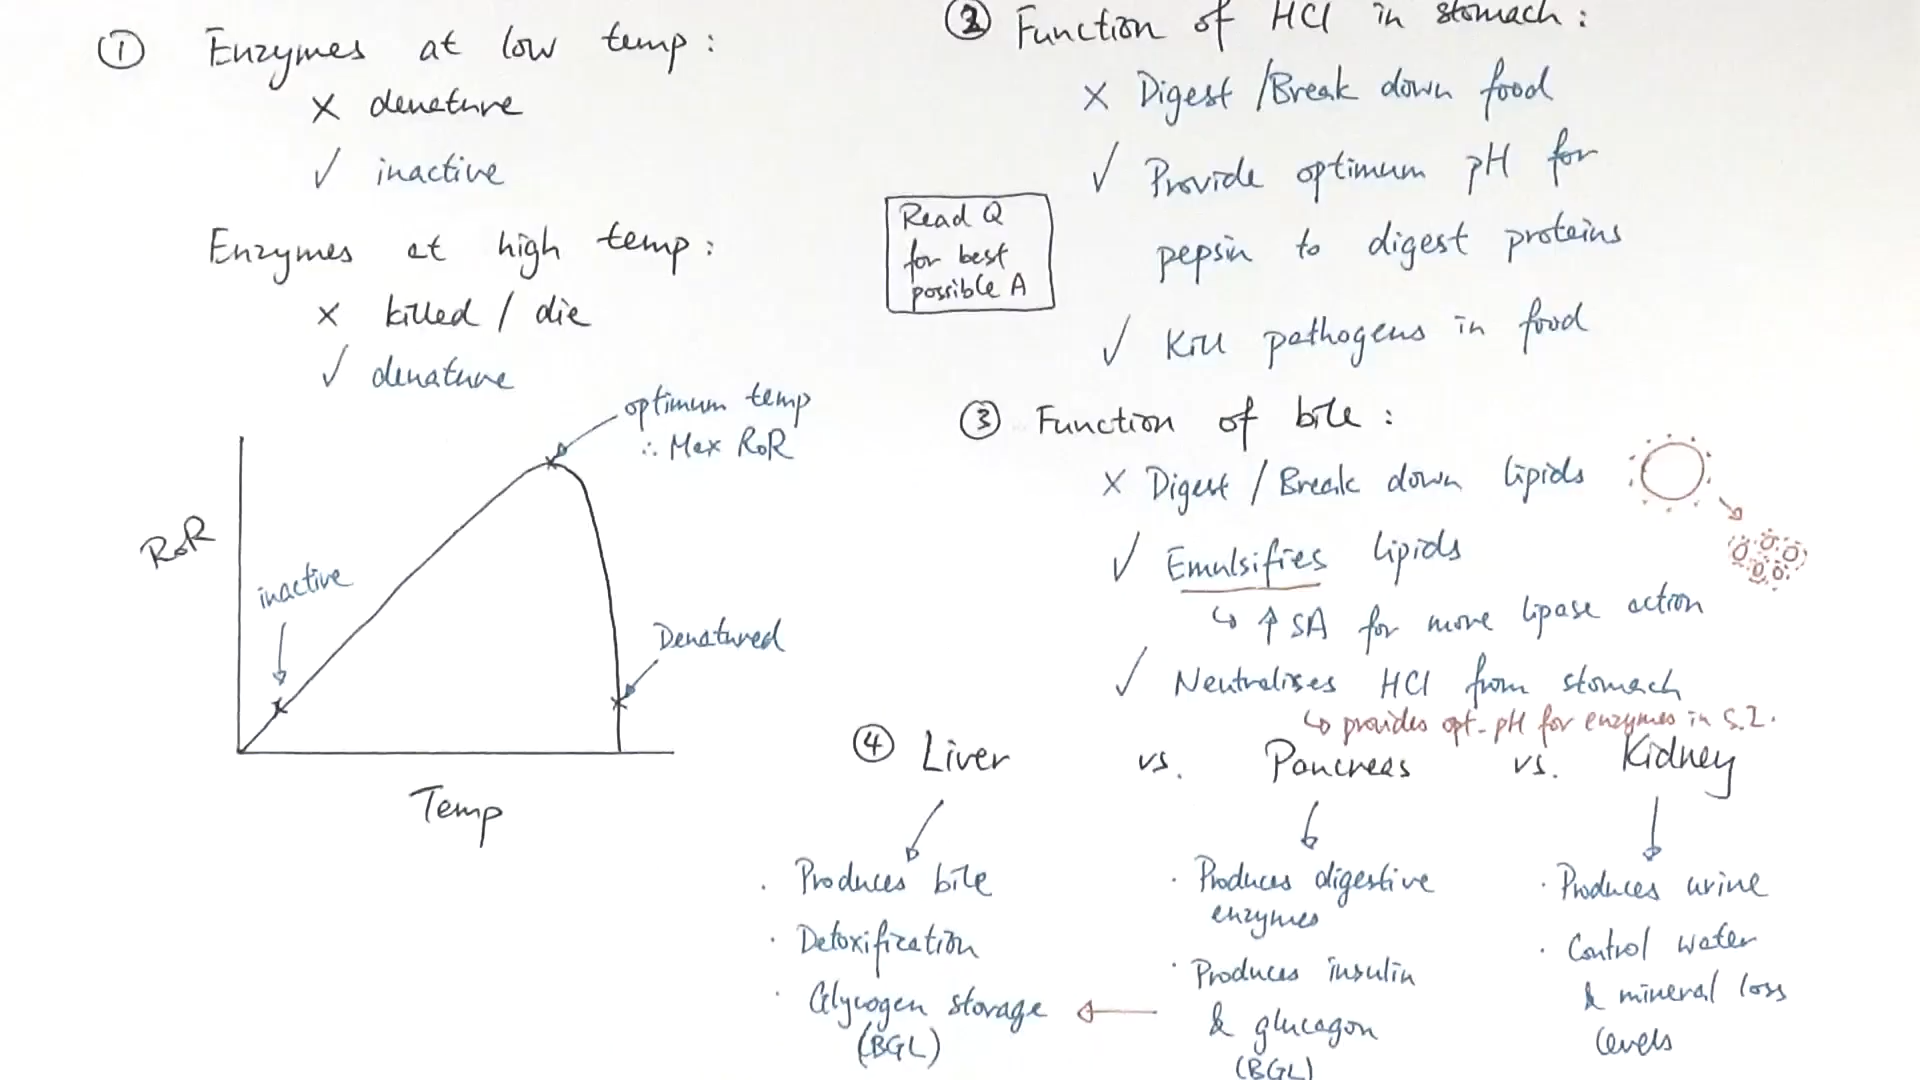 ① Enzymes at low temp:
X denature
✓ inactive
Enzymes at high temp:
X killed / die
✓ denature
optimum temp
∴ Max RoR
RoR
inactive
Denatured
Temp
Read Q
for best
possible A
② Function of HCl in stomach:
X Digest /Break down food
✓ Provide optimum pH for
pepsin to digest proteins
✓ Kill pathogens in food
③ Function of bile:
X Digest / Break down lipids
✓ Emulsifies lipids
↳ ↑ SA for more lipase action
✓ Neutralises HCl from stomach
↳ provides opt. pH for enzymes in S.I.
④ Liver vs. Pancreas vs. Kidney
· Produces bile
· Detoxification
· Glycogen storage
(BGL)
· Produces digestive
enzymes
· Produces insulin
& glucagon
(BGL)
· Produces urine
· Control water
& mineral loss
levels